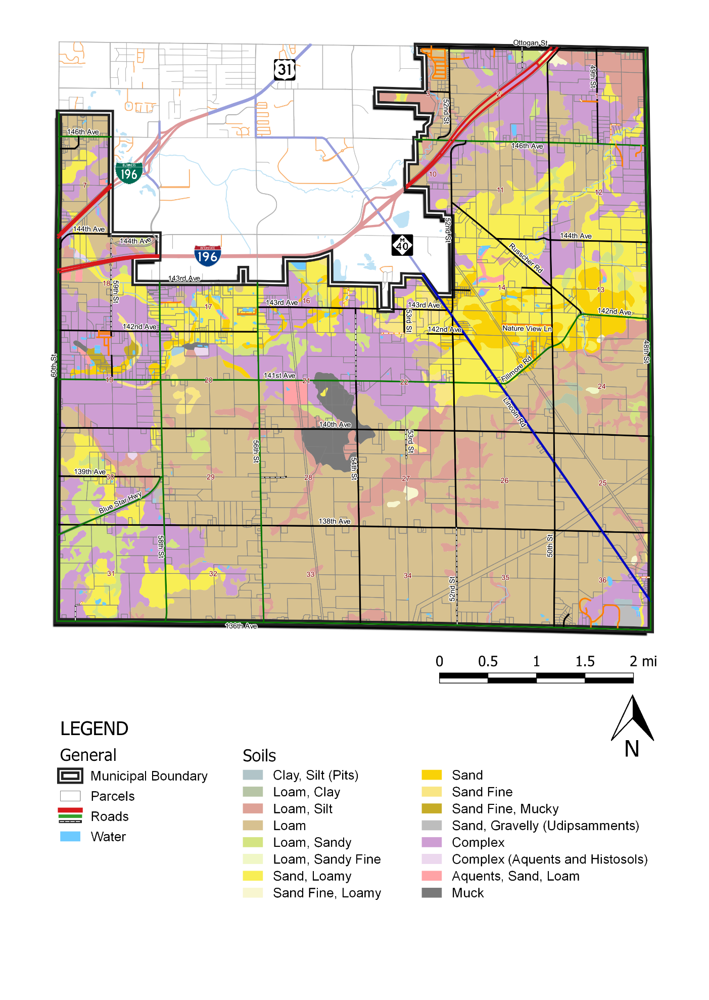 Ottogan St
31
49th St
3
2
1
52nd St
146th Ave
146th Ave
BUSINESS
196
10
7
11
12
144th Ave
52nd St
144th Ave
144th Ave
M
40
INTERSTATE
196
Russcher Rd
143rd Ave
18
59th St
14
13
16
17
143rd Ave
143rd Ave
53rd St
142nd Ave
142nd Ave
142nd Ave
Nature View Ln
60th St
48th St
Fillmore Rd
141st Ave
19
20
21
22
24
Lincoln Rd
140th Ave
53rd St
56th St
54th St
139th Ave
30
29
28
27
26
25
Blue Star Hwy
138th Ave
58th St
50th St
31
32
33
34
35
36
52nd St
136th Ave
0 0.5 1 1.5 2 mi
N
LEGEND
General
Municipal Boundary
Parcels
Roads
Water
Soils
Clay, Silt (Pits)
Loam, Clay
Loam, Silt
Loam
Loam, Sandy
Loam, Sandy Fine
Sand, Loamy
Sand Fine, Loamy
Sand
Sand Fine
Sand Fine, Mucky
Sand, Gravelly (Udipsamments)
Complex
Complex (Aquents and Histosols)
Aquents, Sand, Loam
Muck